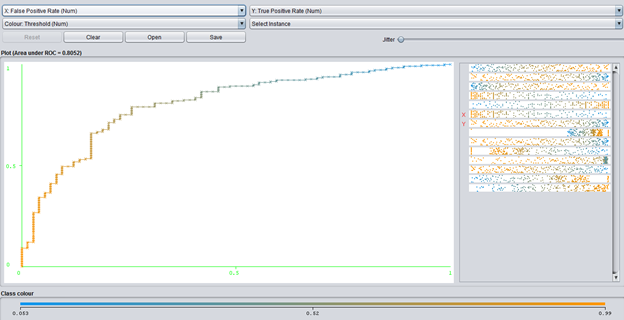 X: False Positive Rate (Num)
Y: True Positive Rate (Num)
Colour: Threshold (Num)
Select Instance
Reset
Clear
Open
Save
Jitter
Plot (Area under ROC = 0.8052)
1
0.5
0
0
0.5
1
X
Y
Class colour
0.053
0.52
0.99